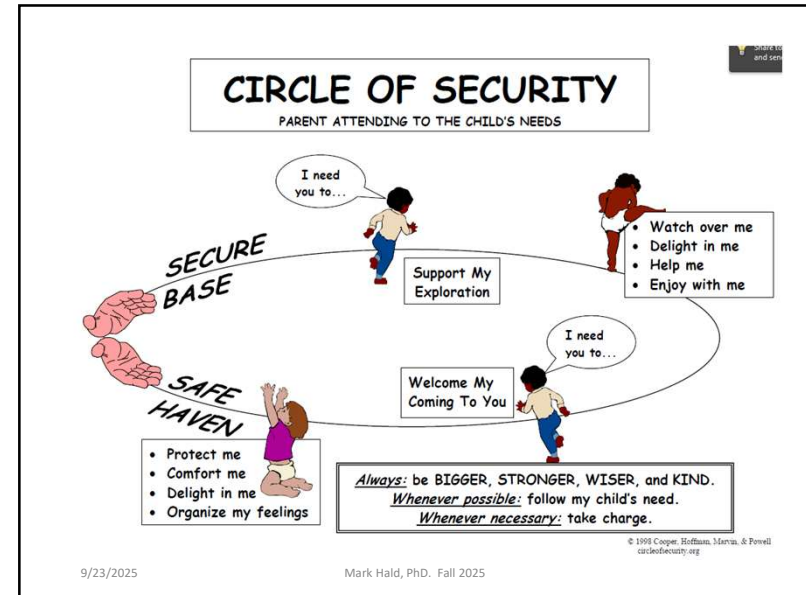 Share to
and sen
CIRCLE OF SECURITY
PARENT ATTENDING TO THE CHILD'S NEEDS
I need
you to...
SECURE
BASE
Support My
Exploration
• Watch over me
• Delight in me
• Help me
• Enjoy with me
I need
you to...
Welcome My
Coming To You
SAFE
HAVEN
• Protect me
• Comfort me
• Delight in me
• Organize my feelings
Always: be BIGGER, STRONGER, WISER, and KIND.
Whenever possible: follow my child's need.
Whenever necessary: take charge.
© 1998 Cooper, Hoffman, Marvin, & Powell
circleofsecurity.org
9/23/2025
Mark Hald, PhD. Fall 2025